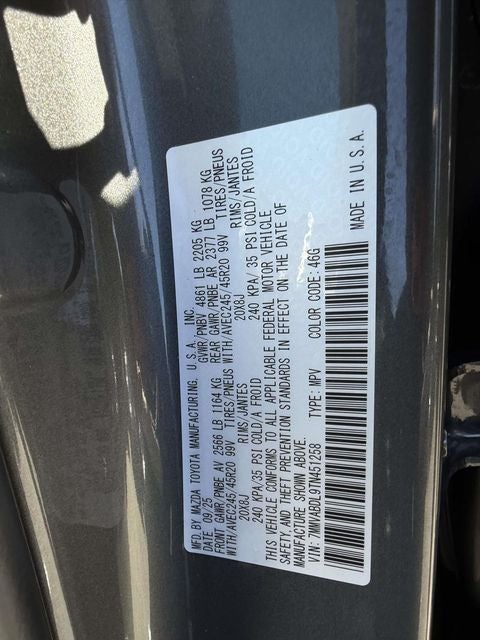 MFD. BY MAZDA TOYOTA MANUFACTURING, U.S.A., INC.
DATE 09/25 GVWR/PNBV 4861 LB 2205 KG
FRONT GAWR/PNBE AV 2566 LB 1164 KG REAR GAWR/PNBE AR 2377 LB 1078 KG
WITH/AVEC245/45R20 99V TIRES/PNEUS WITH/AVEC245/45R20 99V TIRES/PNEUS
20X8J RIMS/JANTES 20X8J RIMS/JANTES
240 KPA/35 PSI COLD/A FROID 240 KPA/ 35 PSI COLD/A FROID
THIS VEHICLE CONFORMS TO ALL APPLICABLE FEDERAL MOTOR VEHICLE
SAFETY,AND THEFT PREVENTION STANDARDS IN EFFECT ON THE DATE OF
MANUFACTURE SHOWN ABOVE.
VIN: 7MMVABDL9TN451258 TYPE: MPV COLOR CODE: 46G
MADE IN U.S.A.